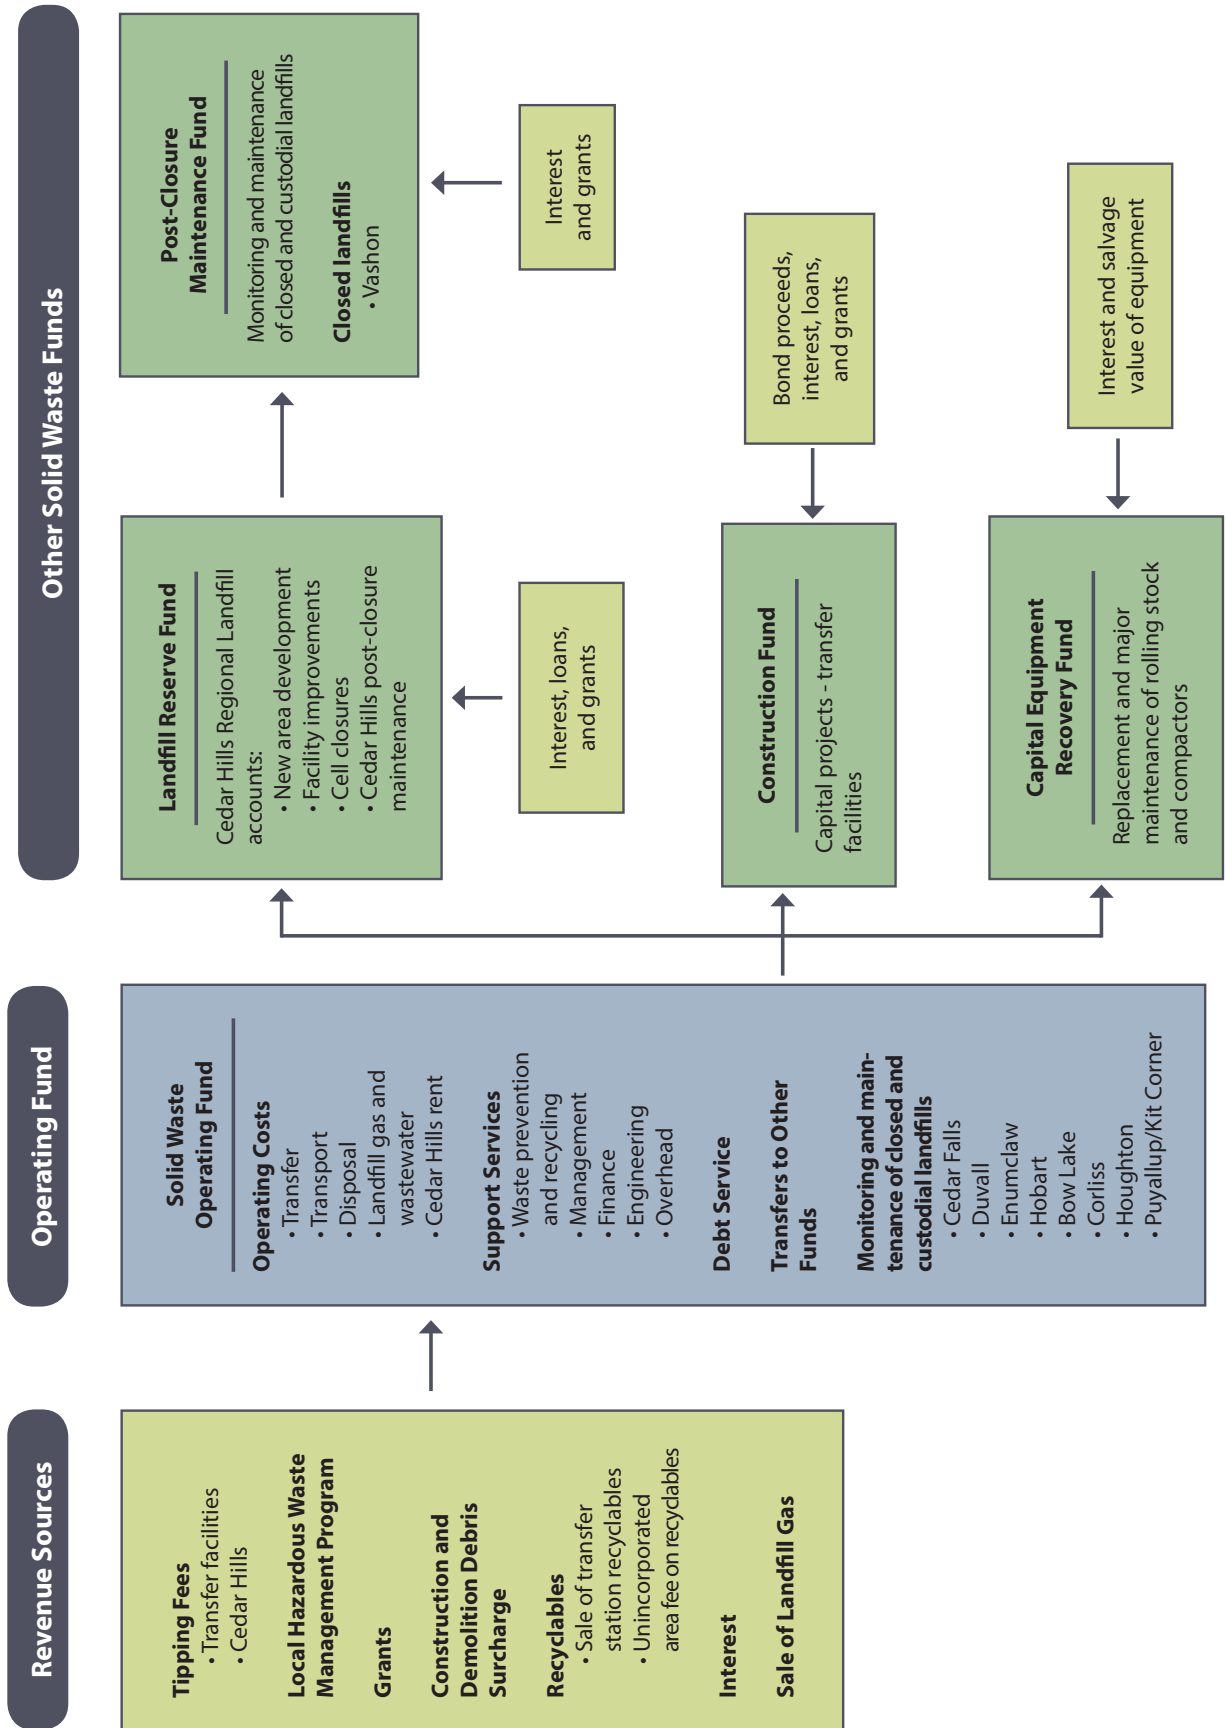 Revenue Sources
Tipping Fees
• Transfer facilities
• Cedar Hills
Local Hazardous Waste
Management Program
Grants
Construction and
Demolition Debris
Surcharge
Recyclables
• Sale of transfer
station recyclables
• Unincorporated
area fee on recyclables
Interest
Sale of Landfill Gas
Operating Fund
Solid Waste
Operating Fund
Operating Costs
• Transfer
• Transport
• Disposal
• Landfill gas and
wastewater
• Cedar Hills rent
Support Services
• Waste prevention
and recycling
• Management
• Finance
• Engineering
• Overhead
Debt Service
Transfers to Other
Funds
Monitoring and main-
tenance of closed and
custodial landfills
• Cedar Falls
• Duvall
• Enumclaw
• Hobart
• Bow Lake
• Corliss
• Houghton
• Puyallup/Kit Corner
Other Solid Waste Funds
Landfill Reserve Fund
Cedar Hills Regional Landfill
accounts:
• New area development
• Facility improvements
• Cell closures
• Cedar Hills post-closure
maintenance
Interest, loans,
and grants
Post-Closure
Maintenance Fund
Monitoring and maintenance
of closed and custodial landfills
Closed landfills
• Vashon
Interest
and grants
Construction Fund
Capital projects - transfer
facilities
Bond proceeds,
interest, loans,
and grants
Capital Equipment
Recovery Fund
Replacement and major
maintenance of rolling stock
and compactors
Interest and salvage
value of equipment